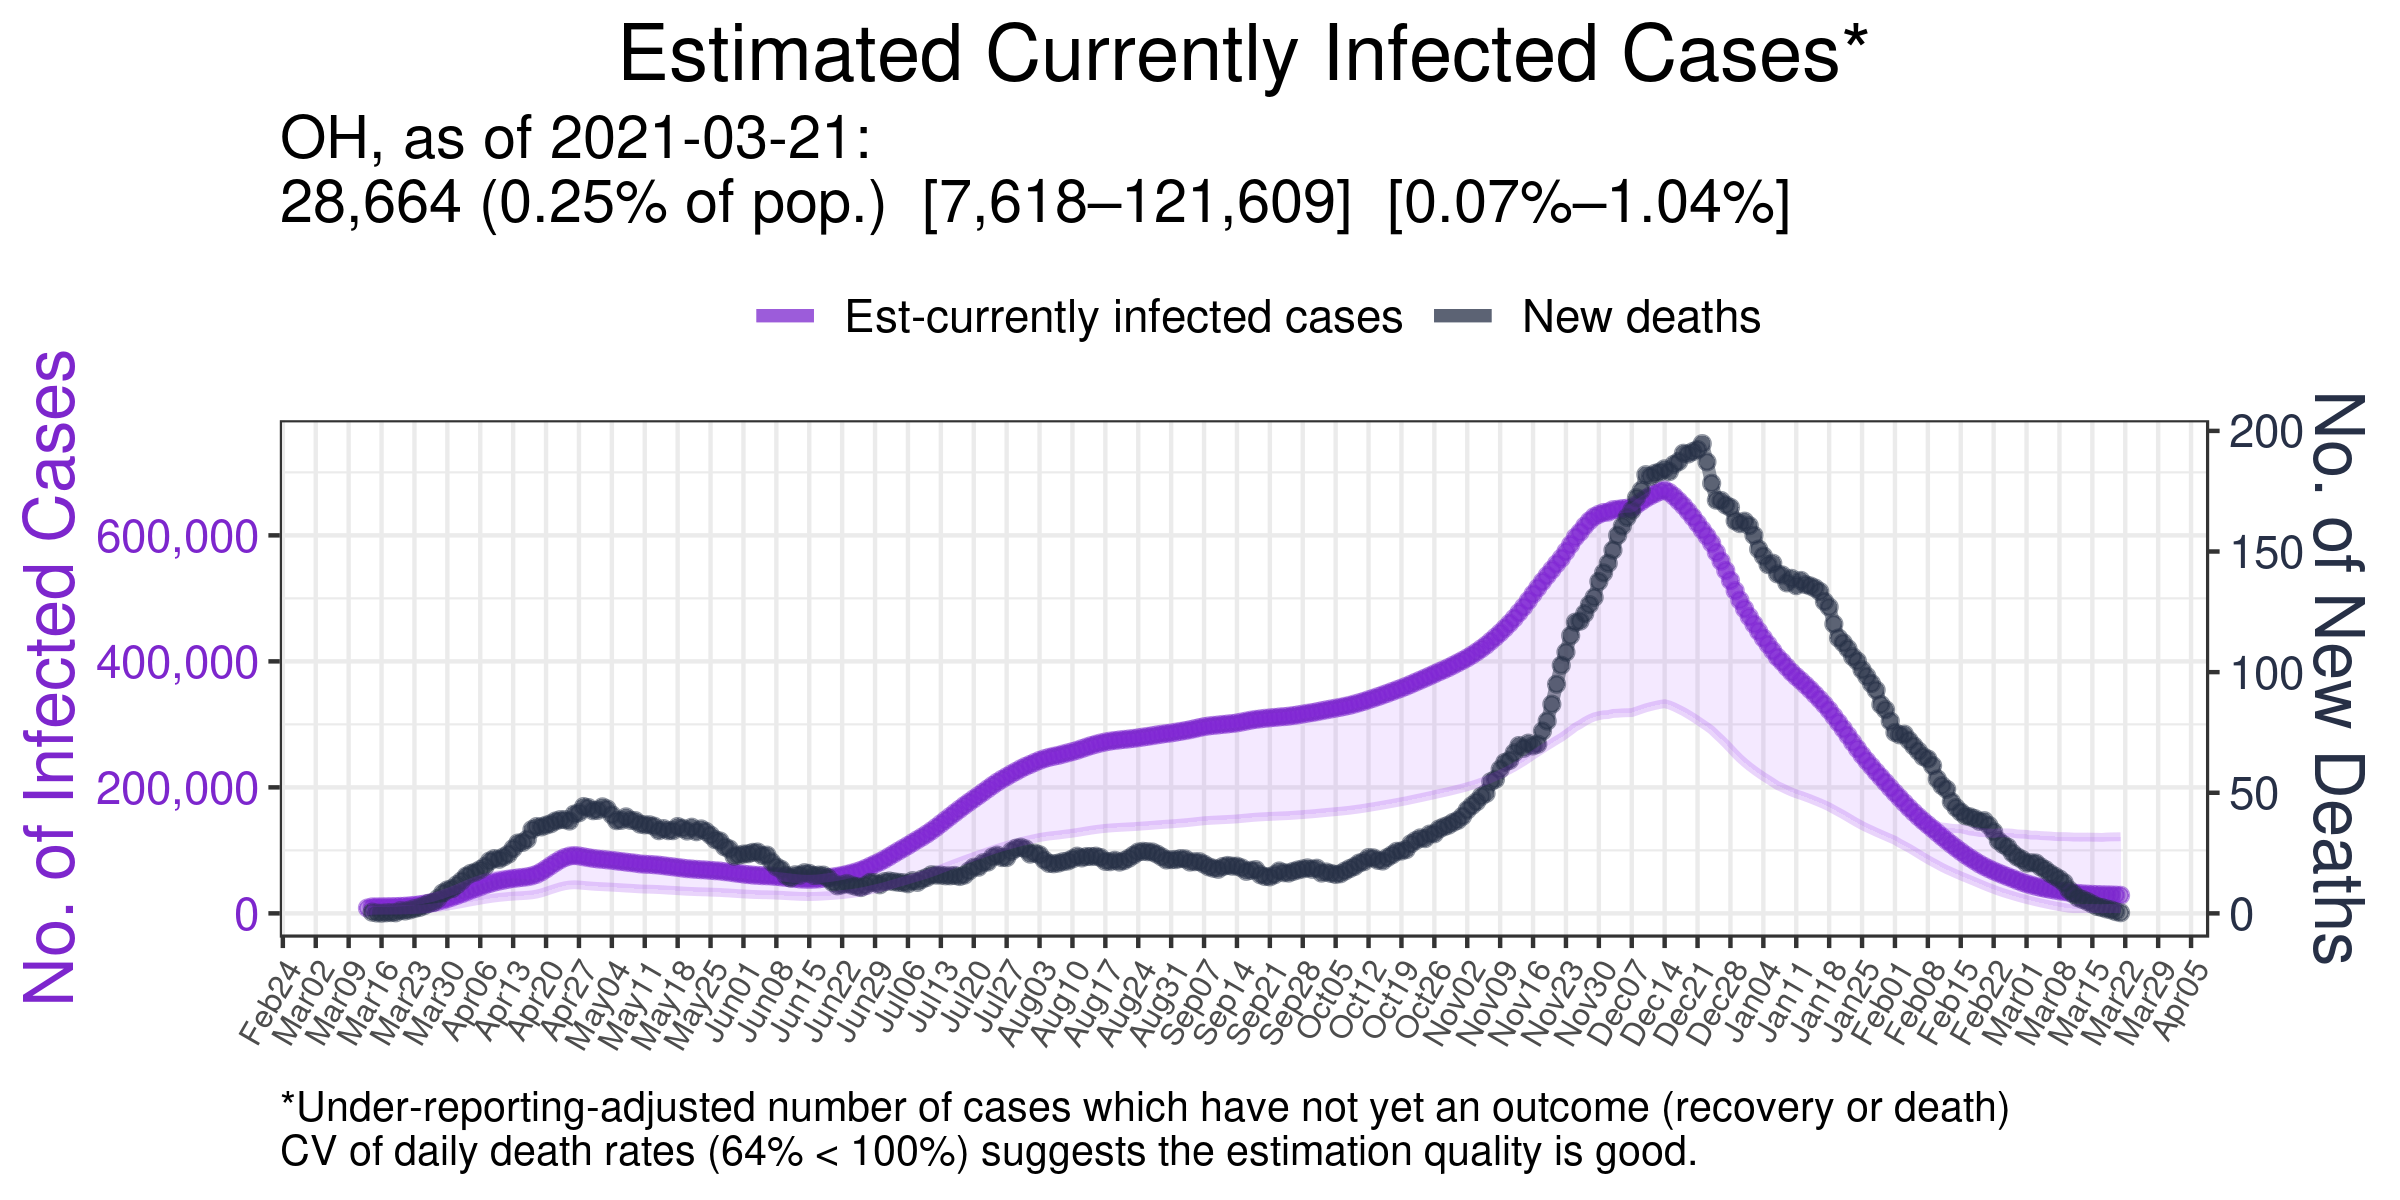 Estimated Currently Infected Cases*
OH, as of 2021-03-21:
28,664 (0.25% of pop.)  [7,618–121,609]  [0.07%–1.04%]
Est-currently infected cases
New deaths
No. of Infected Cases
600,000
400,000
200,000
0
200
150
100
50
0
No. of New Deaths
Feb24
Mar02
Mar09
Mar16
Mar23
Mar30
Apr06
Apr13
Apr20
Apr27
May04
May11
May18
May25
Jun01
Jun08
Jun15
Jun22
Jun29
Jul06
Jul13
Jul20
Jul27
Aug03
Aug10
Aug17
Aug24
Aug31
Sep07
Sep14
Sep21
Sep28
Oct05
Oct12
Oct19
Oct26
Nov02
Nov09
Nov16
Nov23
Nov30
Dec07
Dec14
Dec21
Dec28
Jan04
Jan11
Jan18
Jan25
Feb01
Feb08
Feb15
Feb22
Mar01
Mar08
Mar15
Mar22
Mar29
Apr05
*Under-reporting-adjusted number of cases which have not yet an outcome (recovery or death)
CV of daily death rates (64% < 100%) suggests the estimation quality is good.